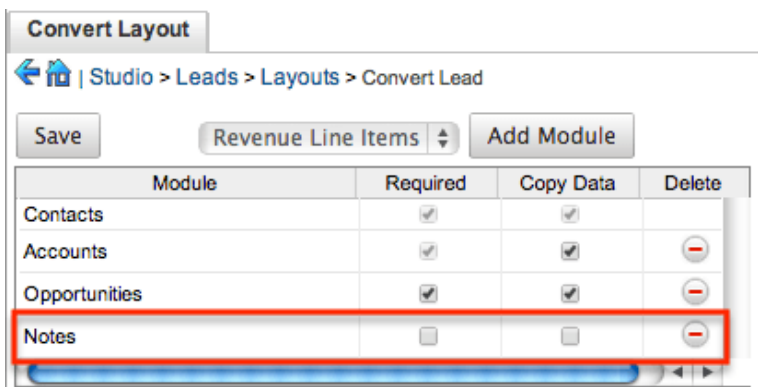 Convert Layout
| Studio > Leads > Layouts > Convert Lead
Save Revenue Line Items Add Module
Module Required Copy Data Delete
Contacts
Accounts
Opportunities
Notes